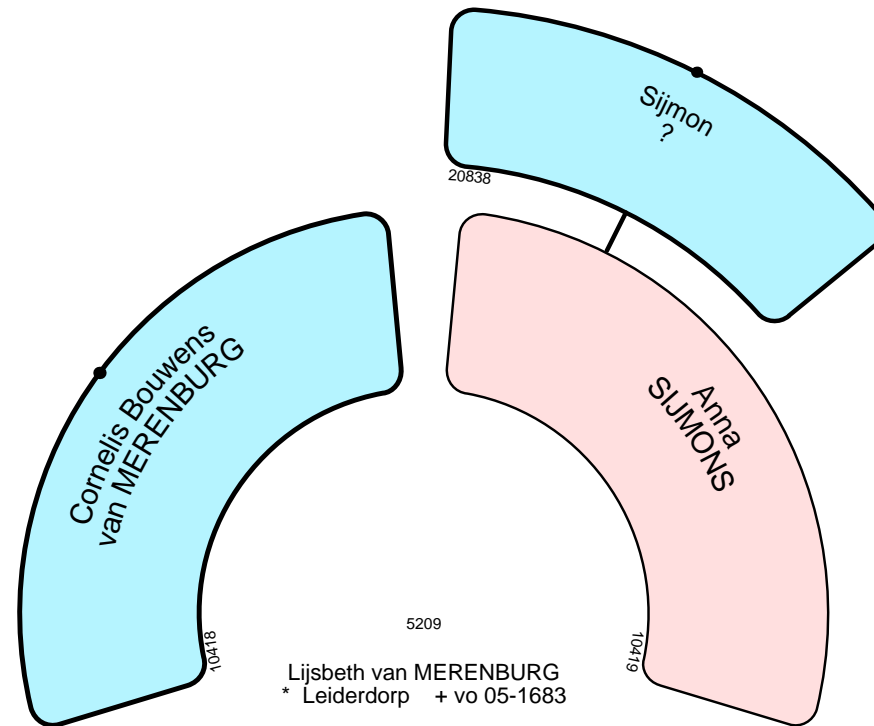 Sijmon
?
20838
Cornelis Bouwens
van MERENBURG
Anna
SIJMONS
10418
10419
5209
Lijsbeth van MERENBURG
* Leiderdorp + vo 05-1683